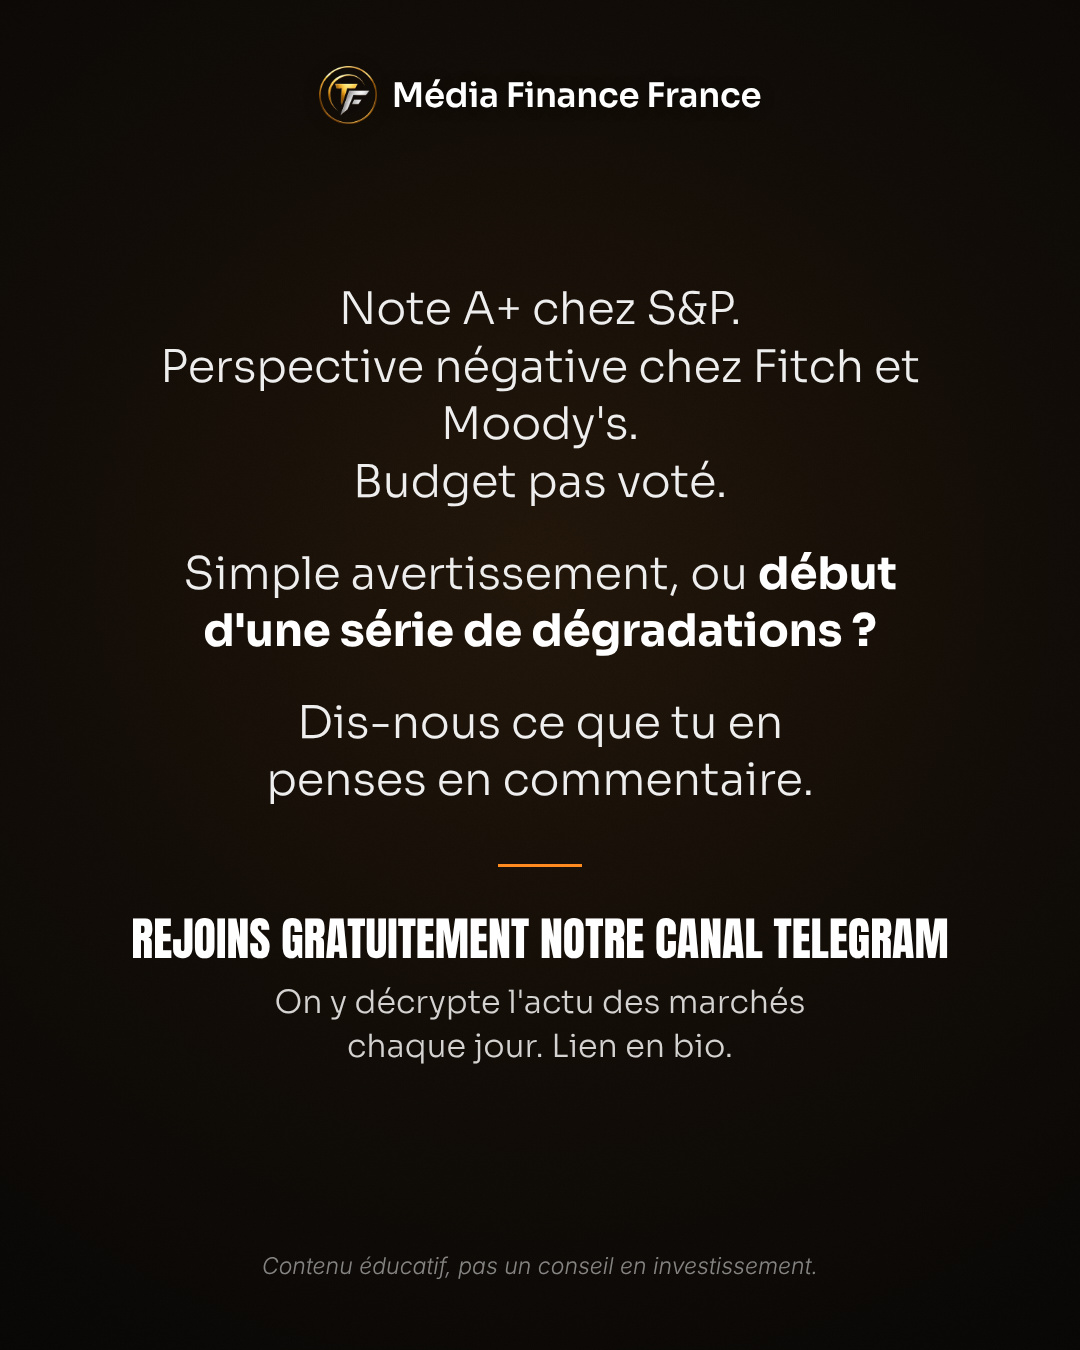 TF Média Finance France
Note A+ chez S&P.
Perspective négative chez Fitch et
Moody's.
Budget pas voté.
Simple avertissement, ou début
d'une série de dégradations ?
Dis-nous ce que tu en
penses en commentaire.
REJOINS GRATUITEMENT NOTRE CANAL TELEGRAM
On y décrypte l'actu des marchés
chaque jour. Lien en bio.
Contenu éducatif, pas un conseil en investissement.